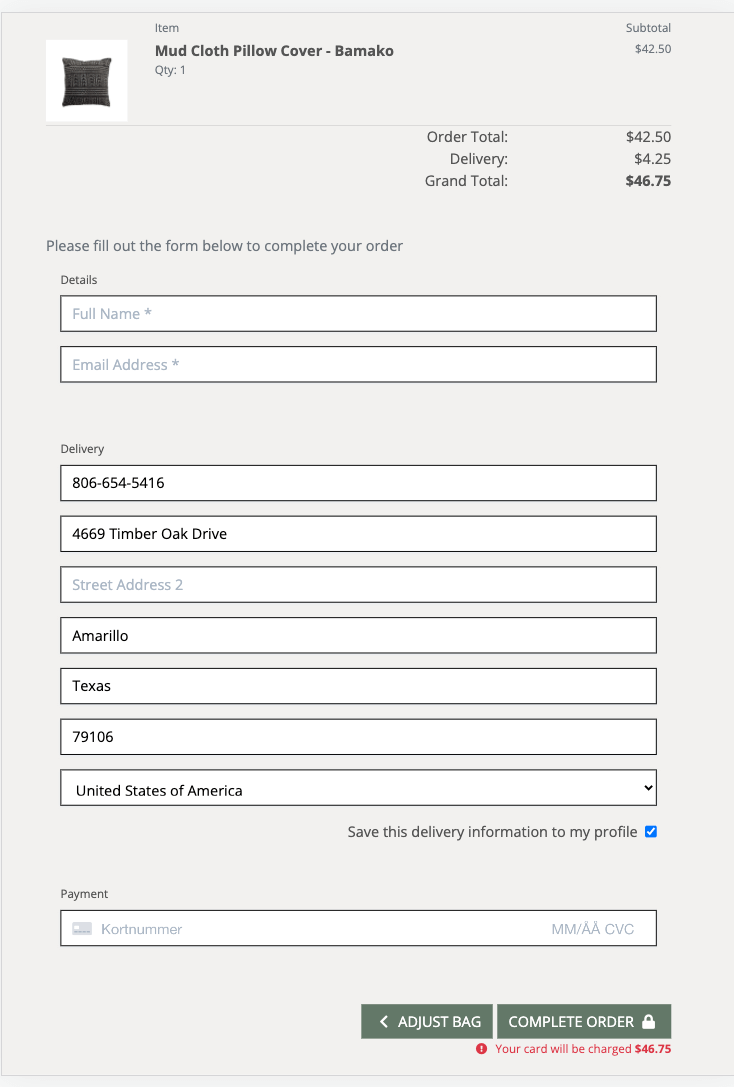 Item Subtotal
Mud Cloth Pillow Cover - Bamako $42.50
Qty: 1
Order Total: $42.50
Delivery: $4.25
Grand Total: $46.75
Please fill out the form below to complete your order
Details
Full Name *
Email Address *
Delivery
806-654-5416
4669 Timber Oak Drive
Street Address 2
Amarillo
Texas
79106
United States of America
Save this delivery information to my profile
Payment
Kortnummer MM/ÅÅ CVC
ADJUST BAG COMPLETE ORDER
Your card will be charged $46.75